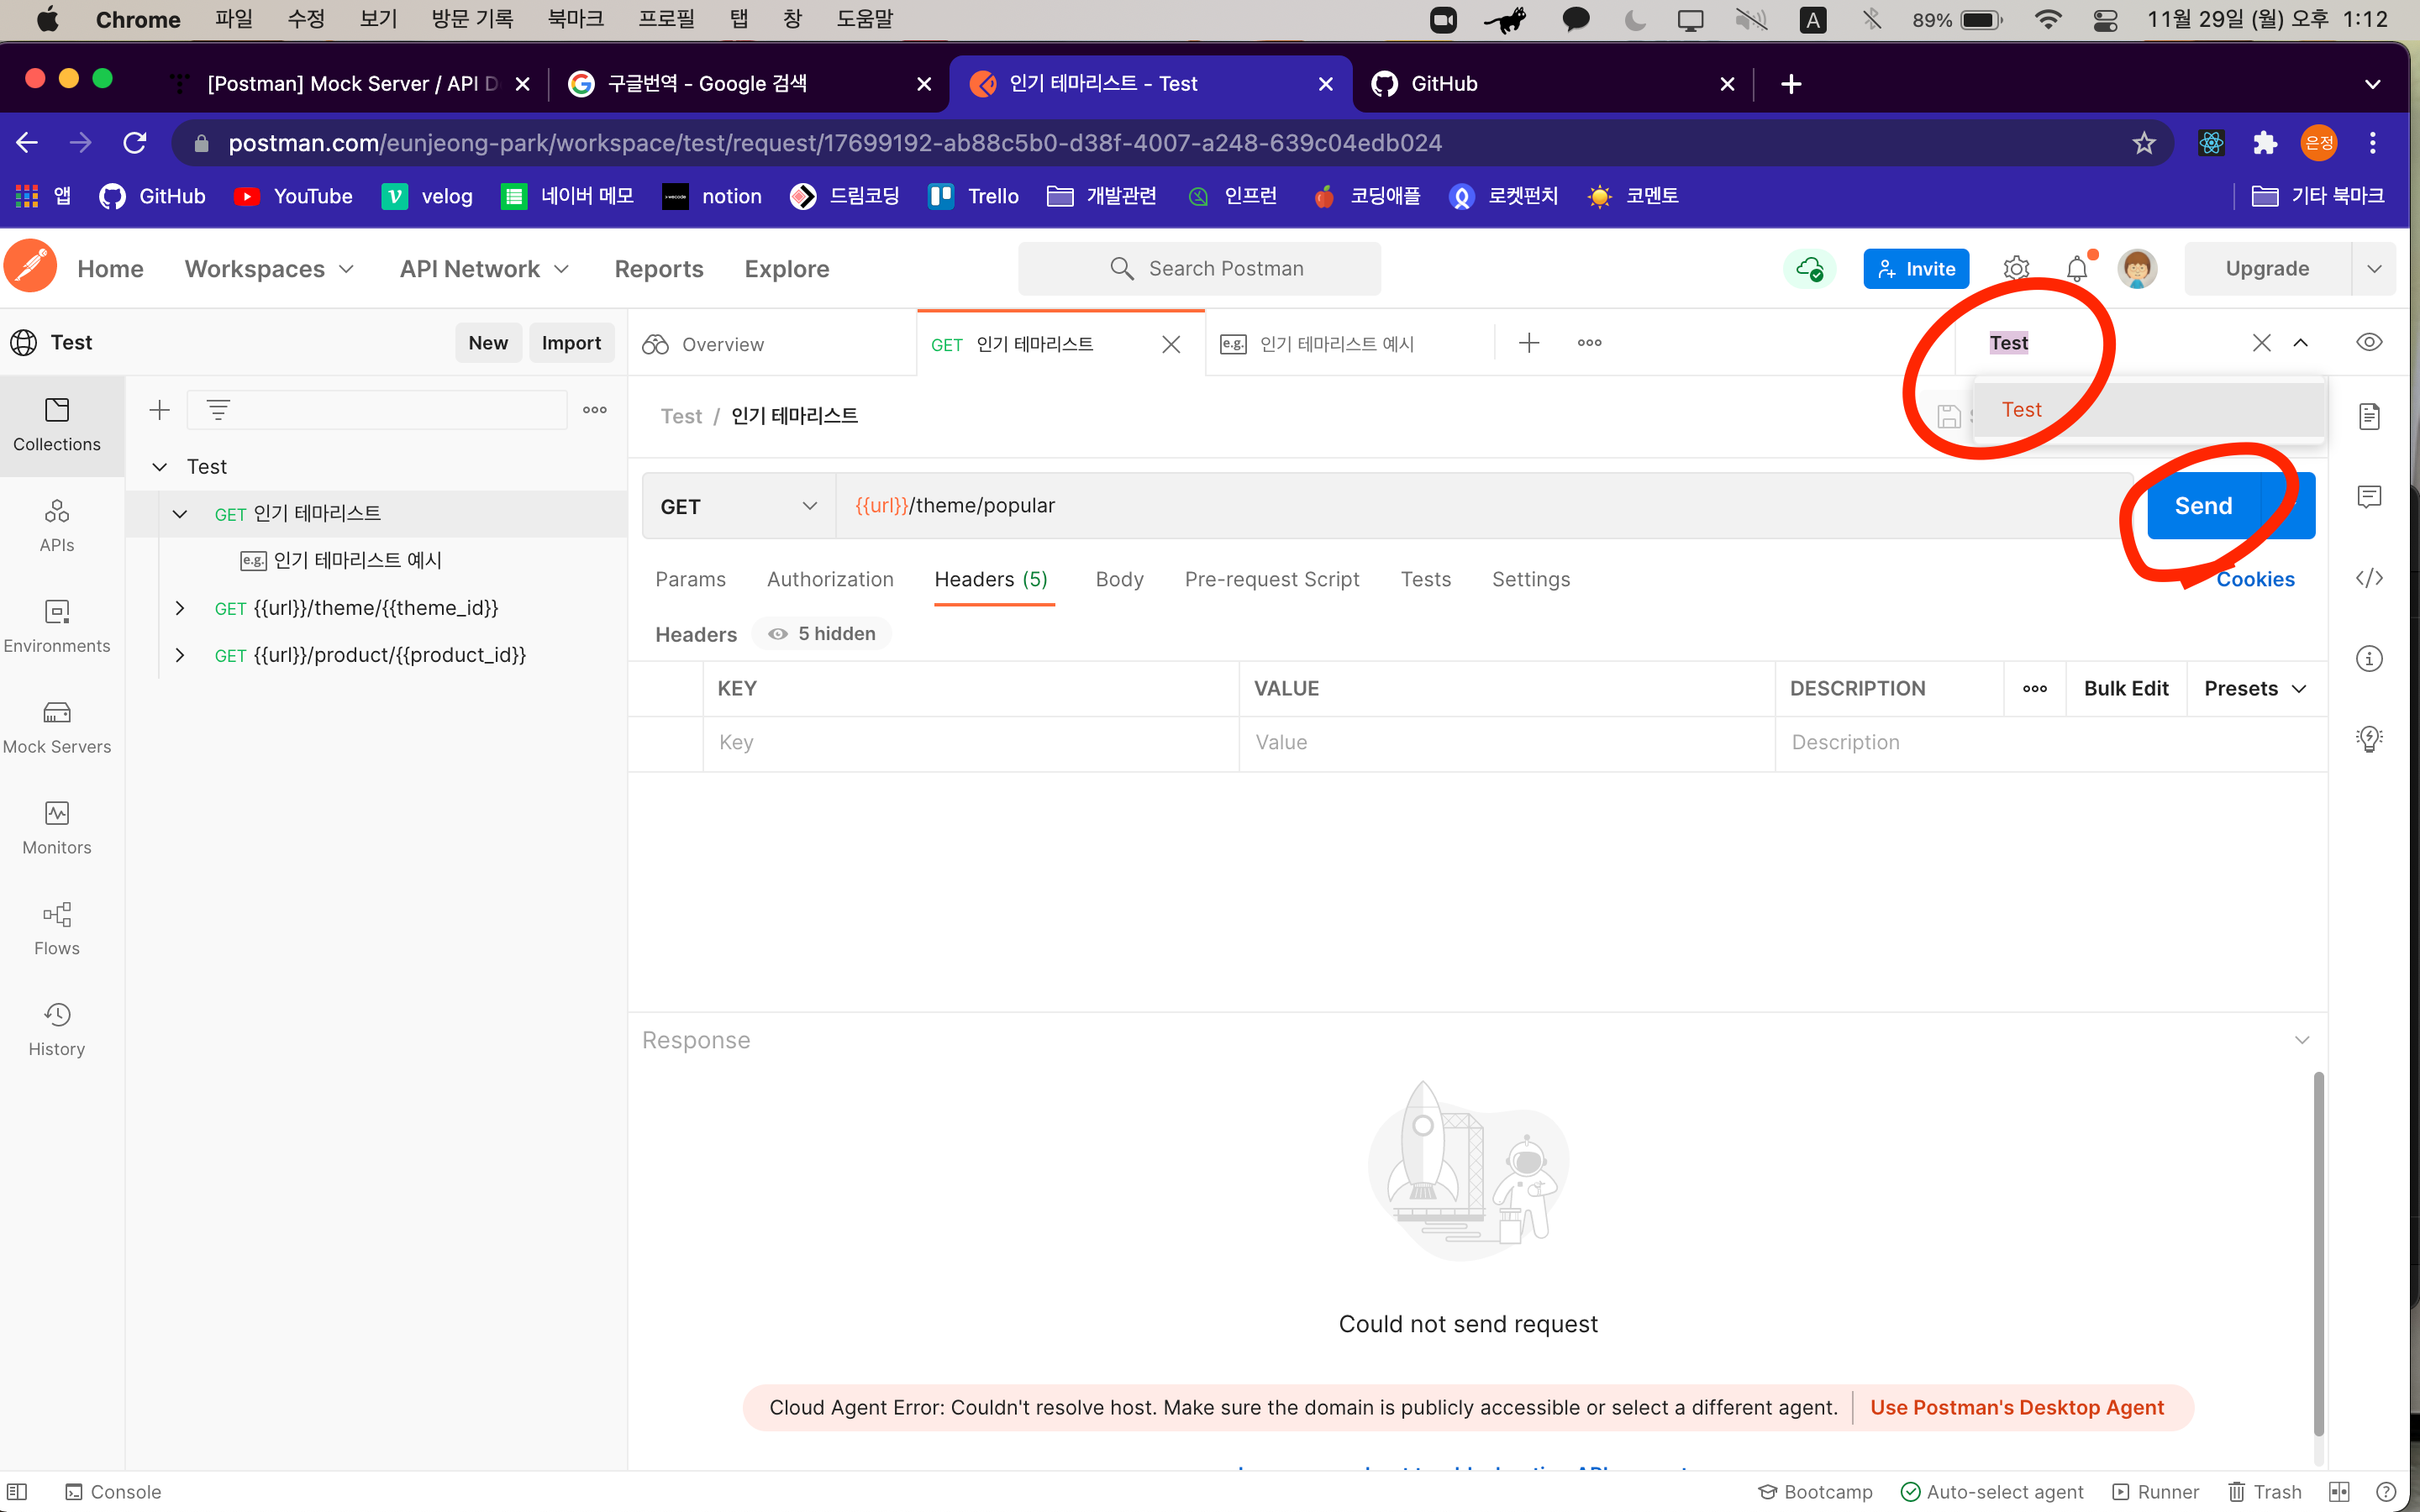 Chrome 파일 수정 보기 방문 기록 북마크 프로필 탭 창 도움말 A 89% 11월 29일 (월) 오후 1:12
[Postman] Mock Server / API D 구글번역 - Google 검색 인기 테마리스트 - Test GitHub
postman.com/eunjeong-park/workspace/test/request/17699192-ab88c5b0-d38f-4007-a248-639c04edb024 은정
앱 GitHub YouTube velog 네이버 메모 notion 드림코딩 Trello 개발관련 인프런 코딩애플 로켓펀치 코멘토 기타 북마크
Home Workspaces API Network Reports Explore Search Postman Invite Upgrade
Test New Import Overview GET 인기 테마리스트 e.g. 인기 테마리스트 예시 Test
Collections
Test / 인기 테마리스트 Test
Test
GET 인기 테마리스트
GET {{url}}/theme/popular Send
APIs
e.g. 인기 테마리스트 예시
Params Authorization Headers (5) Body Pre-request Script Tests Settings Cookies
GET {{url}}/theme/{{theme_id}}
Environments
Headers 5 hidden
GET {{url}}/product/{{product_id}}
KEY VALUE DESCRIPTION Bulk Edit Presets
Mock Servers
Key Value Description
Monitors
Flows
History
Response
Could not send request
Cloud Agent Error: Couldn't resolve host. Make sure the domain is publicly accessible or select a different agent. Use Postman's Desktop Agent
Console Bootcamp Auto-select agent Runner Trash